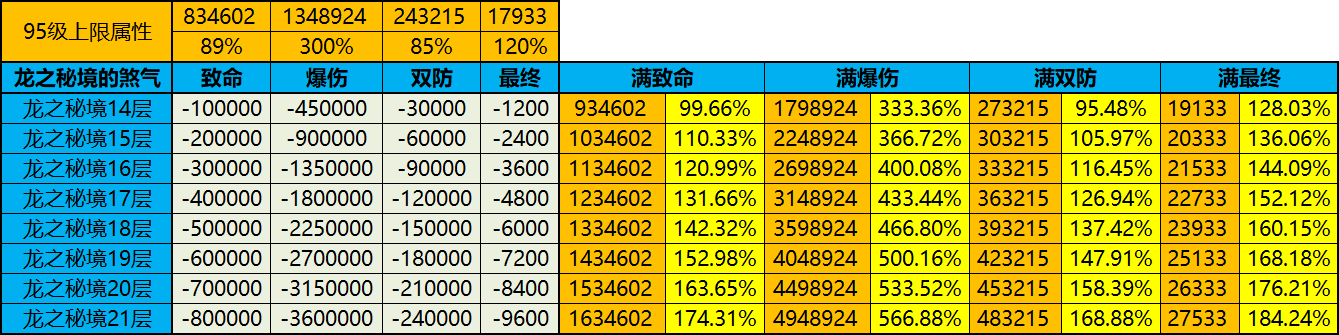 95级上限属性 834602 1348924 243215 17933
89% 300% 85% 120%
龙之秘境的煞气 致命 爆伤 双防 最终 满致命 满爆伤 满双防 满最终
龙之秘境14层 -100000 -450000 -30000 -1200 934602 99.66% 1798924 333.36% 273215 95.48% 19133 128.03%
龙之秘境15层 -200000 -900000 -60000 -2400 1034602 110.33% 2248924 366.72% 303215 105.97% 20333 136.06%
龙之秘境16层 -300000 -1350000 -90000 -3600 1134602 120.99% 2698924 400.08% 333215 116.45% 21533 144.09%
龙之秘境17层 -400000 -1800000 -120000 -4800 1234602 131.66% 3148924 433.44% 363215 126.94% 22733 152.12%
龙之秘境18层 -500000 -2250000 -150000 -6000 1334602 142.32% 3598924 466.80% 393215 137.42% 23933 160.15%
龙之秘境19层 -600000 -2700000 -180000 -7200 1434602 152.98% 4048924 500.16% 423215 147.91% 25133 168.18%
龙之秘境20层 -700000 -3150000 -210000 -8400 1534602 163.65% 4498924 533.52% 453215 158.39% 26333 176.21%
龙之秘境21层 -800000 -3600000 -240000 -9600 1634602 174.31% 4948924 566.88% 483215 168.88% 27533 184.24%